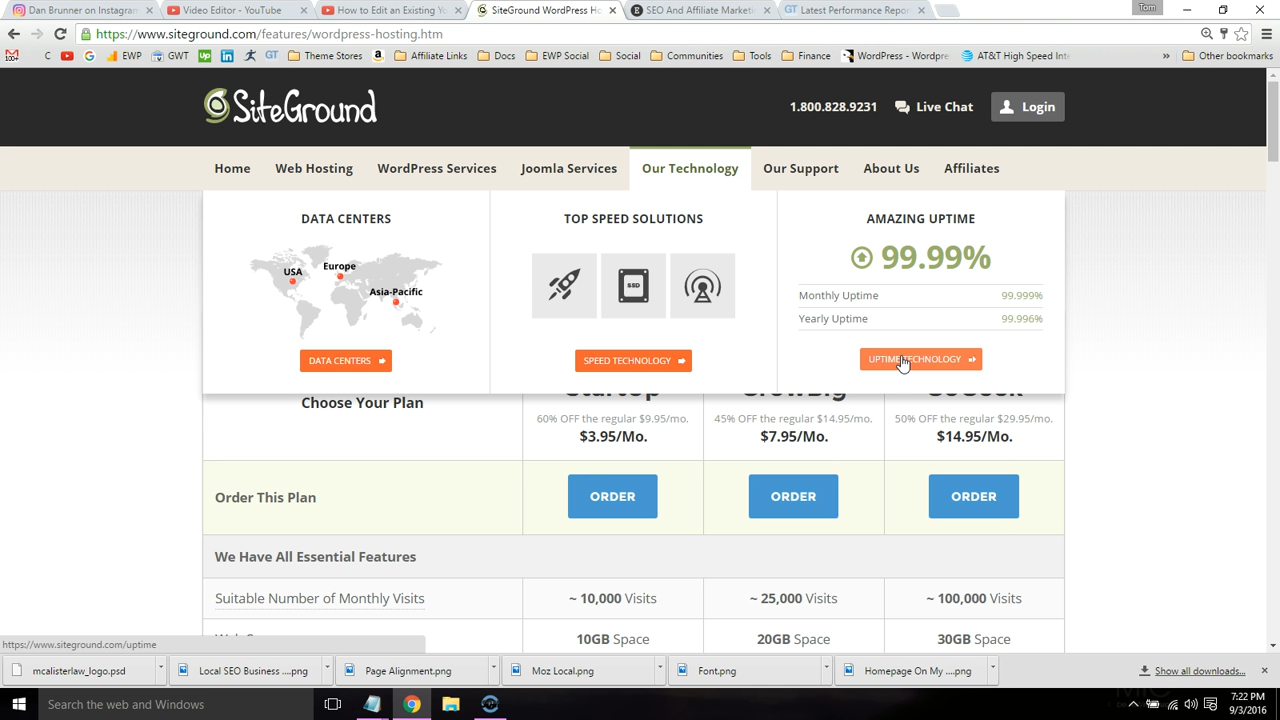 Dan Brunner on Instagram
Video Editor - YouTube
How to Edit an Existing Yo
SiteGround WordPress Ho
SEO And Affiliate Marketi
Latest Performance Repor
Tom
https://www.siteground.com/features/wordpress-hosting.htm
C
EWP
GWT
Theme Stores
Affiliate Links
Docs
EWP Social
Social
Communities
Tools
Finance
WordPress - Wordpre
AT&T High Speed Inte
»
Other bookmarks
SiteGround
1.800.828.9231
Live Chat
Login
Home
Web Hosting
WordPress Services
Joomla Services
Our Technology
Our Support
About Us
Affiliates
DATA CENTERS
TOP SPEED SOLUTIONS
AMAZING UPTIME
USA
Europe
Asia-Pacific
SSD
99.99%
Monthly Uptime 99.999%
Yearly Uptime 99.996%
DATA CENTERS
SPEED TECHNOLOGY
UPTIME TECHNOLOGY
Choose Your Plan
StartUp
GrowBig
GoGeek
60% OFF the regular $9.95/mo.
45% OFF the regular $14.95/mo.
50% OFF the regular $29.95/mo.
$3.95/Mo.
$7.95/Mo.
$14.95/Mo.
Order This Plan
ORDER
ORDER
ORDER
We Have All Essential Features
Suitable Number of Monthly Visits
~ 10,000 Visits
~ 25,000 Visits
~ 100,000 Visits
10GB Space
20GB Space
30GB Space
https://www.siteground.com/uptime
mcalisterlaw_logo.psd
Local SEO Business ....png
Page Alignment.png
Moz Local.png
Font.png
Homepage On My ....png
Show all downloads...
Search the web and Windows
7:22 PM
9/3/2016